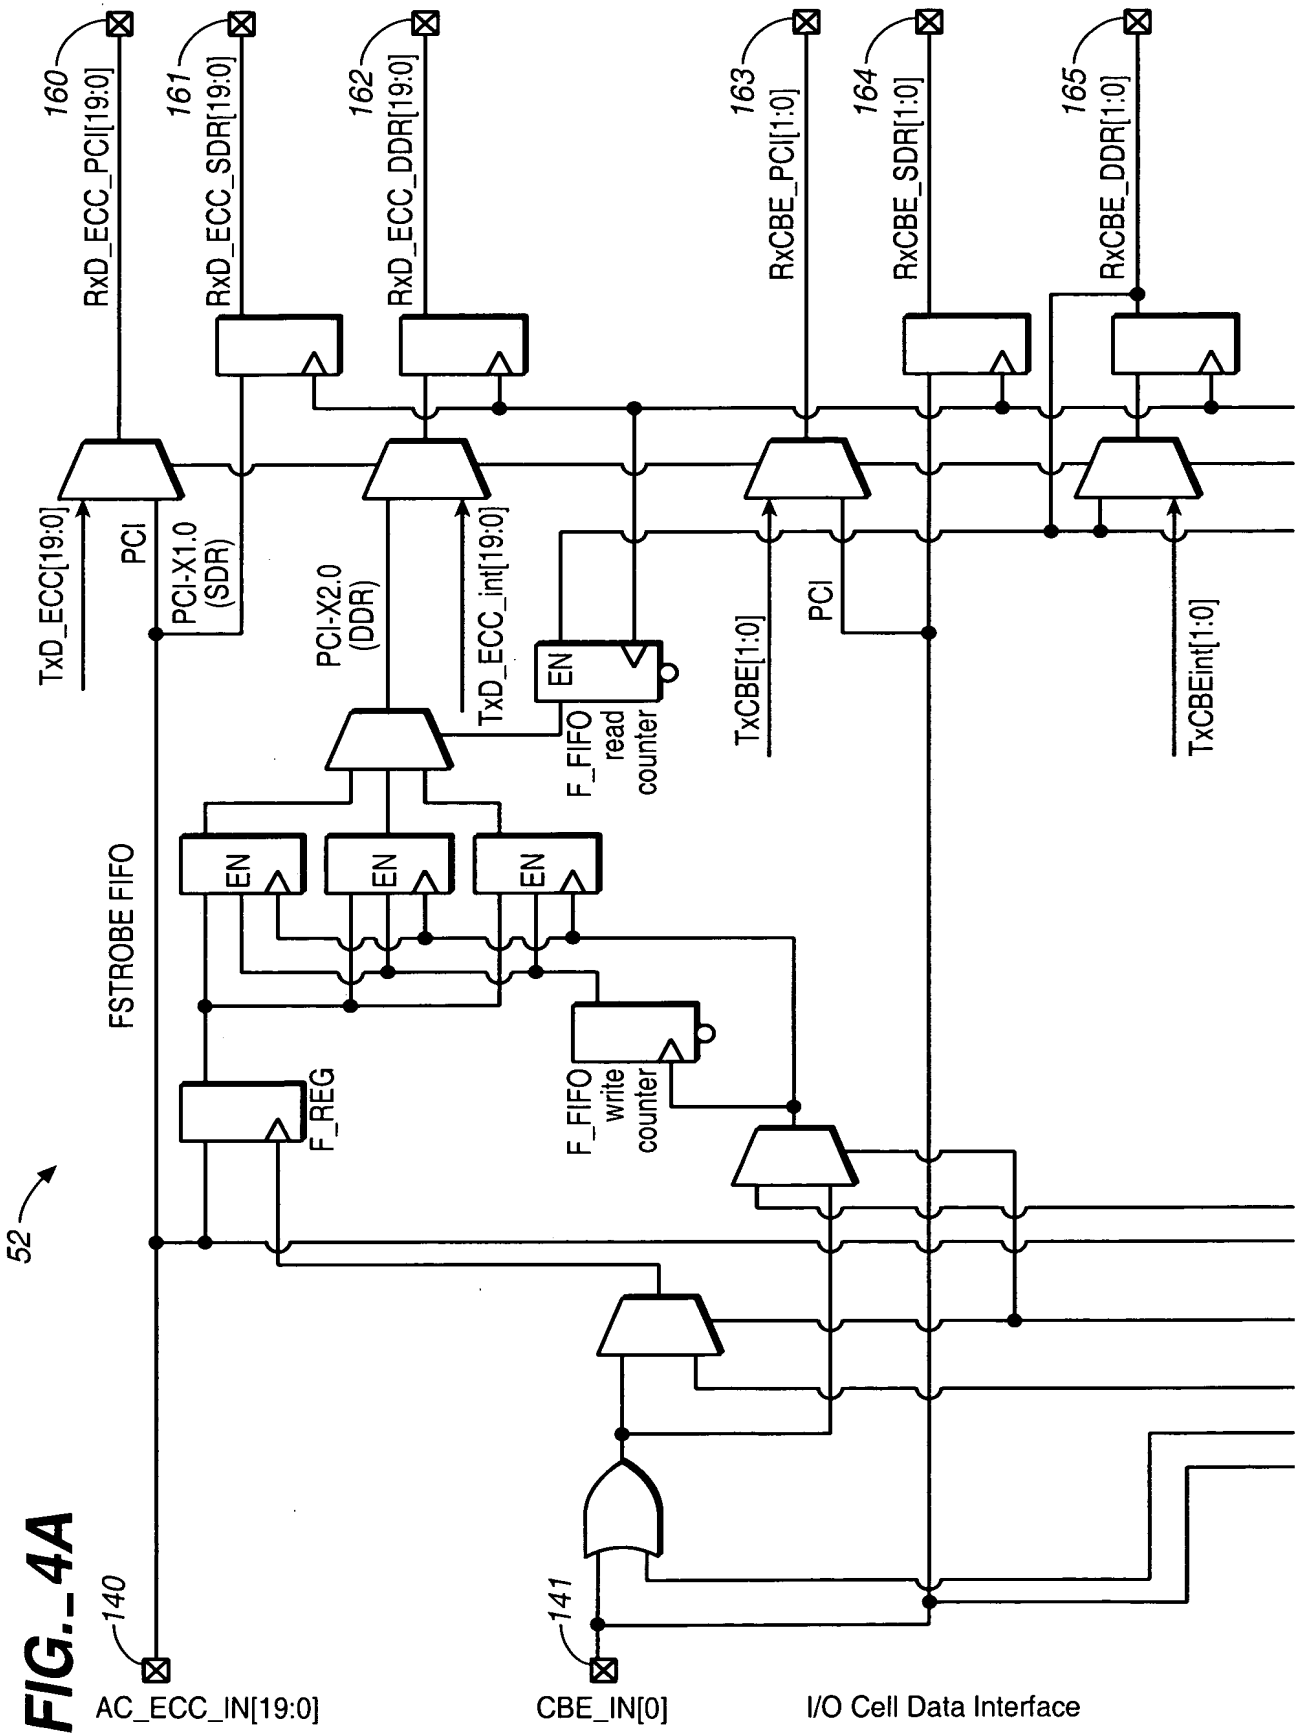 FIG._4A
52
140
AC_ECC_IN[19:0]
141
CBE_IN[0]
I/O Cell Data Interface
F_REG
FSTROBE FIFO
EN
EN
EN
F_FIFO
write
counter
F_FIFO
read
counter
EN
TxD_ECC[19:0]
PCI
PCI-X1.0
(SDR)
PCI-X2.0
(DDR)
TxD_ECC_int[19:0]
TxCBE[1:0]
PCI
TxCBEint[1:0]
160
RxD_ECC_PCI[19:0]
161
RxD_ECC_SDR[19:0]
162
RxD_ECC_DDR[19:0]
163
RxCBE_PCI[1:0]
164
RxCBE_SDR[1:0]
165
RxCBE_DDR[1:0]